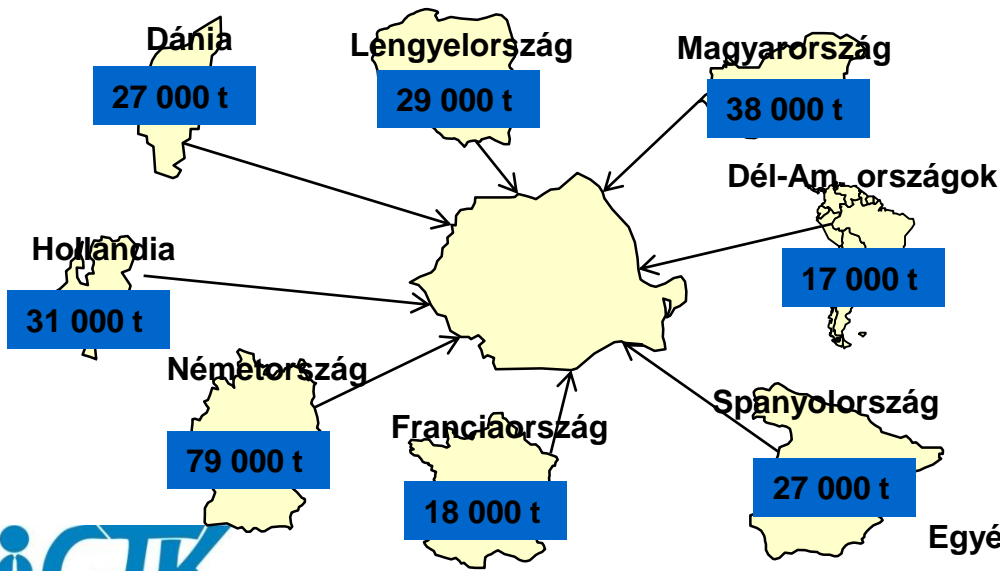 Dánia
27 000 t
Lengyelország
29 000 t
Magyarország
38 000 t
Dél-Am. országok
17 000 t
Hollandia
31 000 t
Németország
79 000 t
Franciaország
18 000 t
Spanyolország
27 000 t
Egyé